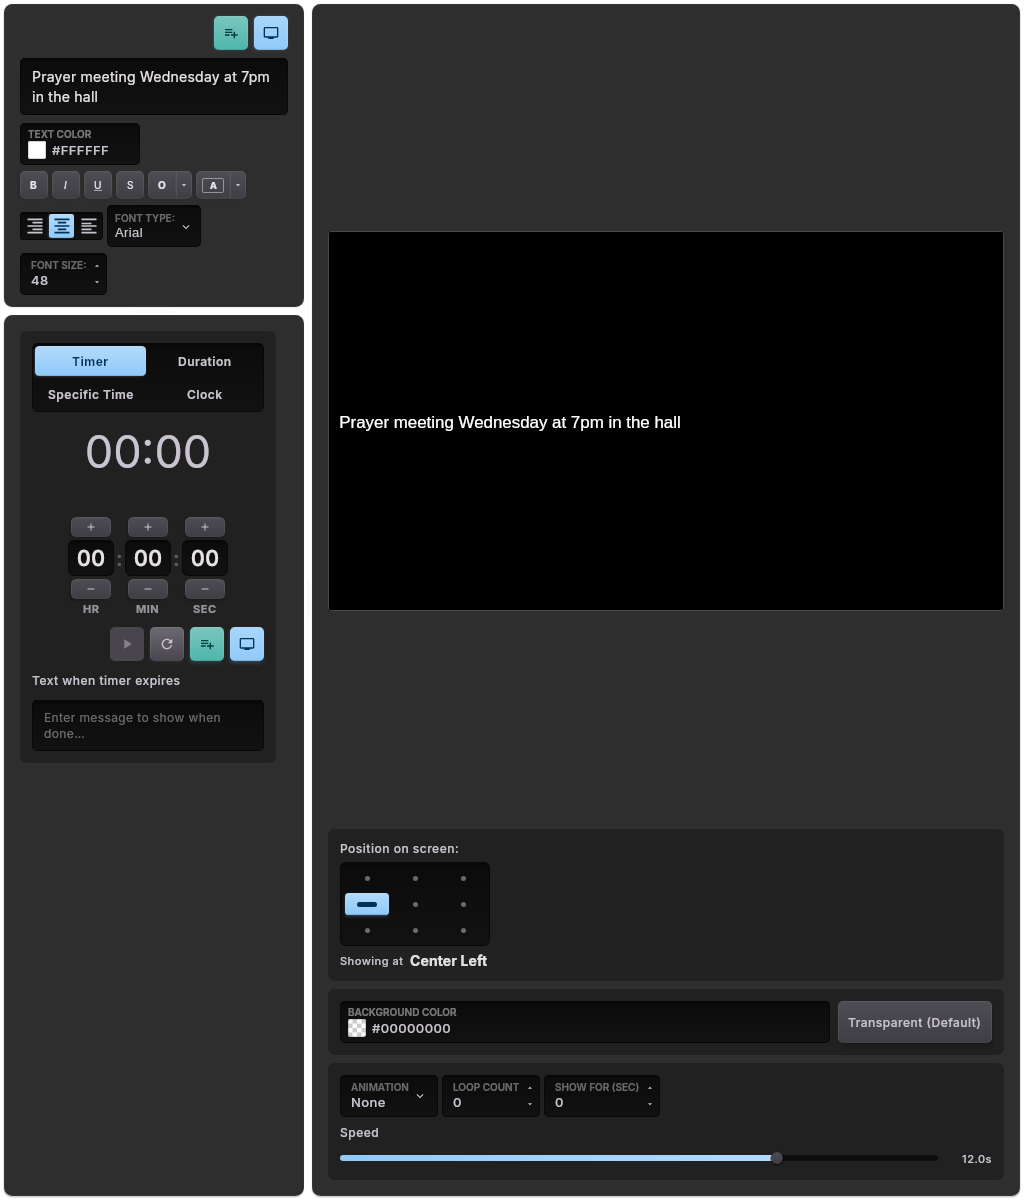 Prayer meeting Wednesday at 7pm
in the hall
TEXT COLOR
#FFFFFF
B I U S O A
FONT TYPE:
Arial
FONT SIZE:
48
Timer Duration
Specific Time Clock
00:00
+ + +
00 : 00 : 00
− − −
HR MIN SEC
Text when timer expires
Enter message to show when
done...
Prayer meeting Wednesday at 7pm in the hall
Position on screen:
Showing at Center Left
BACKGROUND COLOR
#00000000
Transparent (Default)
ANIMATION LOOP COUNT SHOW FOR (SEC)
None 0 0
Speed
12.0s